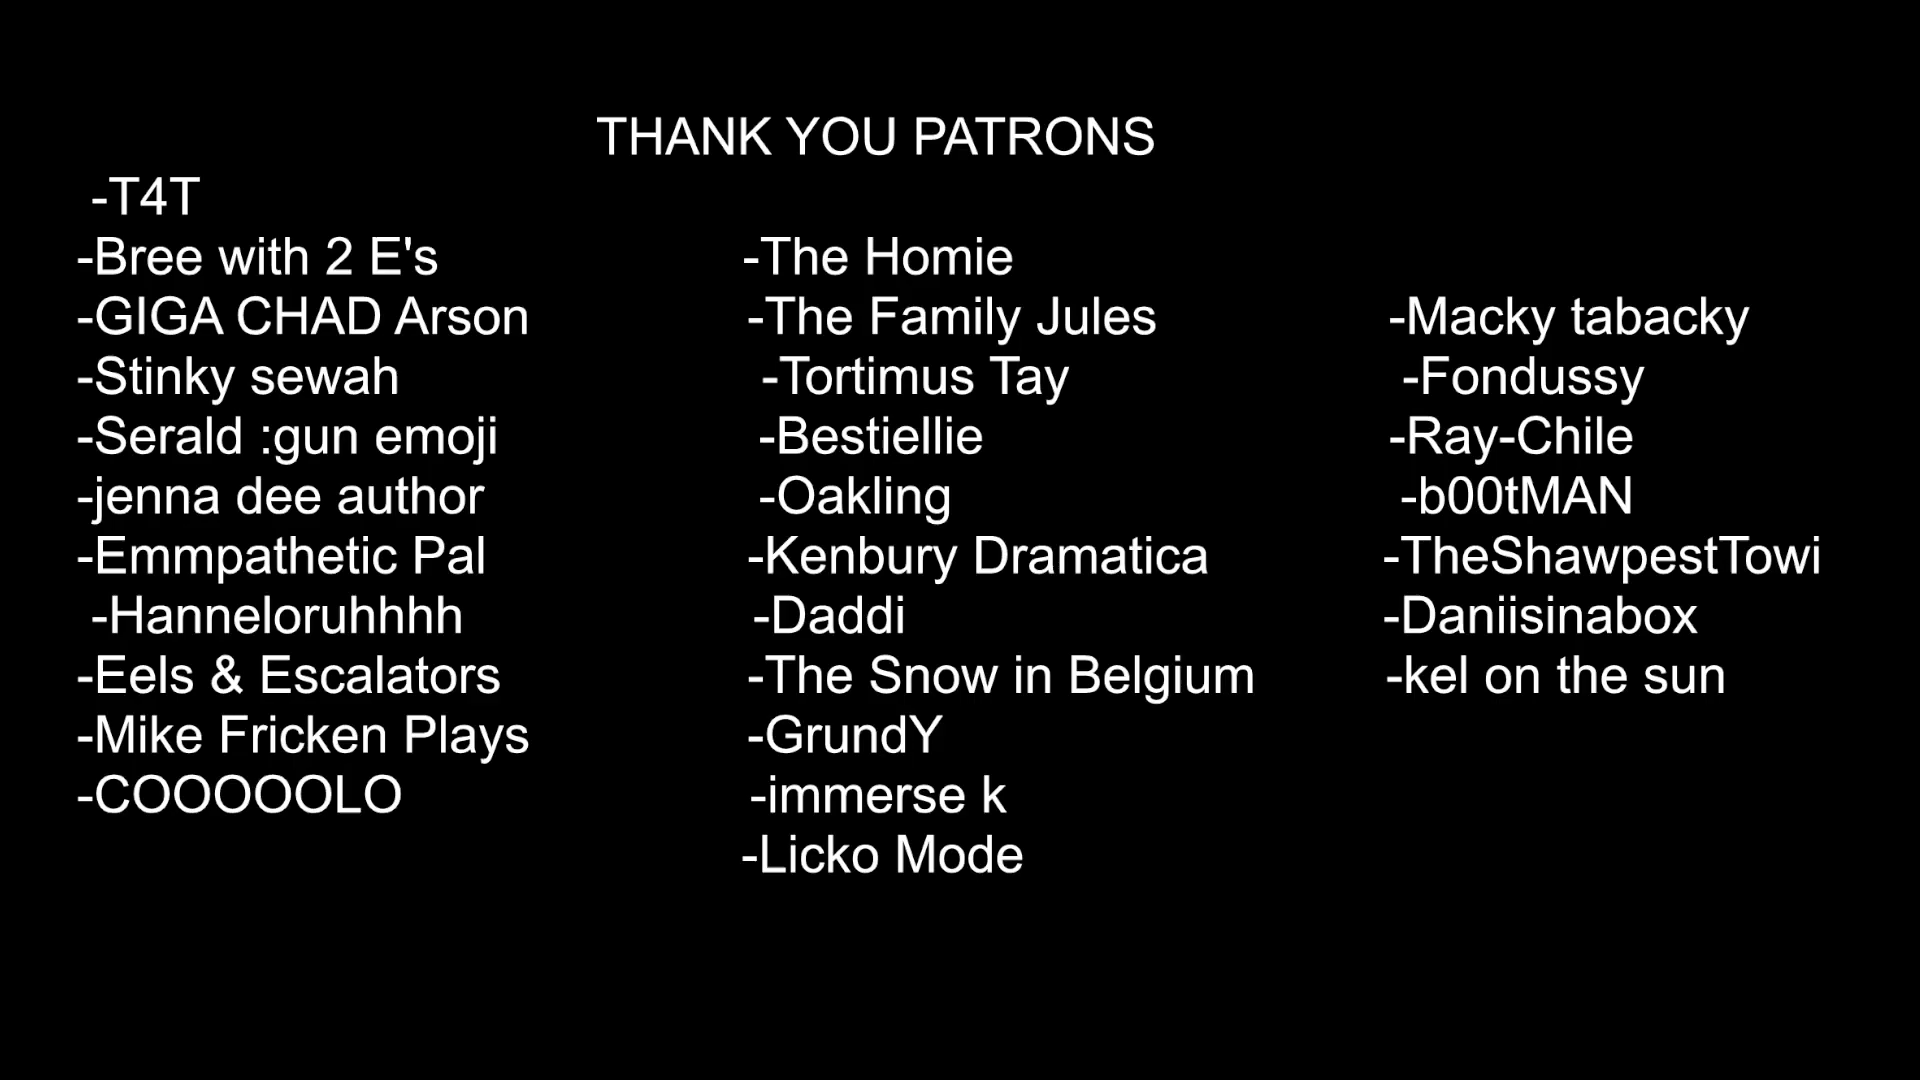 THANK YOU PATRONS
-T4T
-Bree with 2 E's
-GIGA CHAD Arson
-Stinky sewah
-Serald :gun emoji
-jenna dee author
-Emmpathetic Pal
-Hanneloruhhhh
-Eels & Escalators
-Mike Fricken Plays
-COOOOOLO
-The Homie
-The Family Jules
-Tortimus Tay
-Bestiellie
-Oakling
-Kenbury Dramatica
-Daddi
-The Snow in Belgium
-GrundY
-immerse k
-Licko Mode
-Macky tabacky
-Fondussy
-Ray-Chile
-b00tMAN
-TheShawpestTowi
-Daniisinabox
-kel on the sun